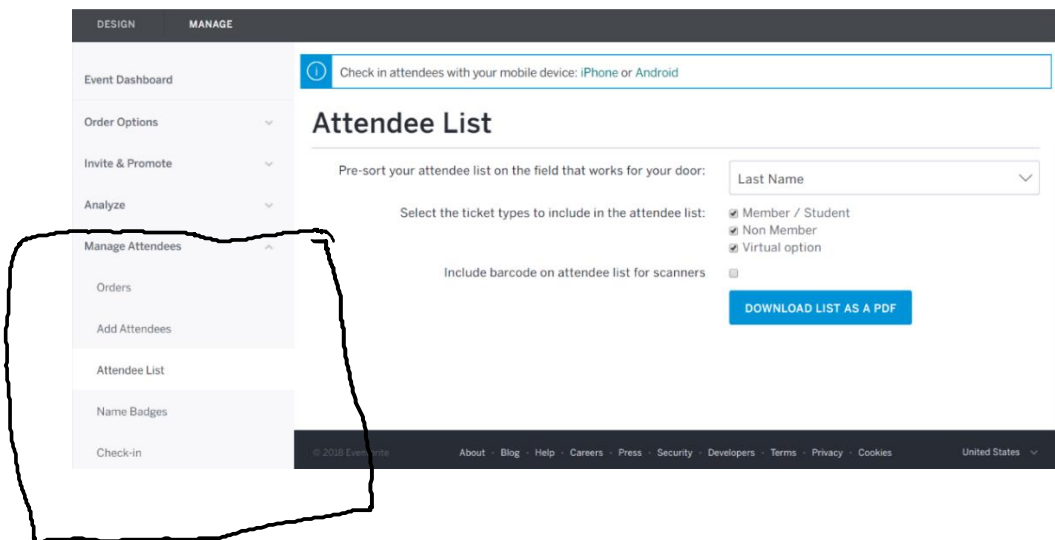 DESIGN MANAGE
Event Dashboard
Order Options
Invite & Promote
Analyze
Manage Attendees
Orders
Add Attendees
Attendee List
Name Badges
Check-in
Check in attendees with your mobile device: iPhone or Android
Attendee List
Pre-sort your attendee list on the field that works for your door: Last Name
Select the ticket types to include in the attendee list: Member / Student
Non Member
Virtual option
Include barcode on attendee list for scanners
DOWNLOAD LIST AS A PDF
© 2018 Eventbrite About · Blog · Help · Careers · Press · Security · Developers · Terms · Privacy · Cookies United States